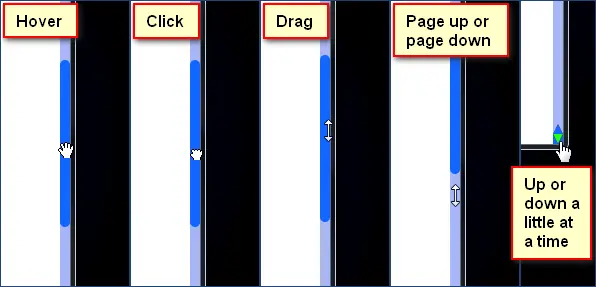 Hover
Click
Drag
Page up or
page down
Up or
down a
little at
a time